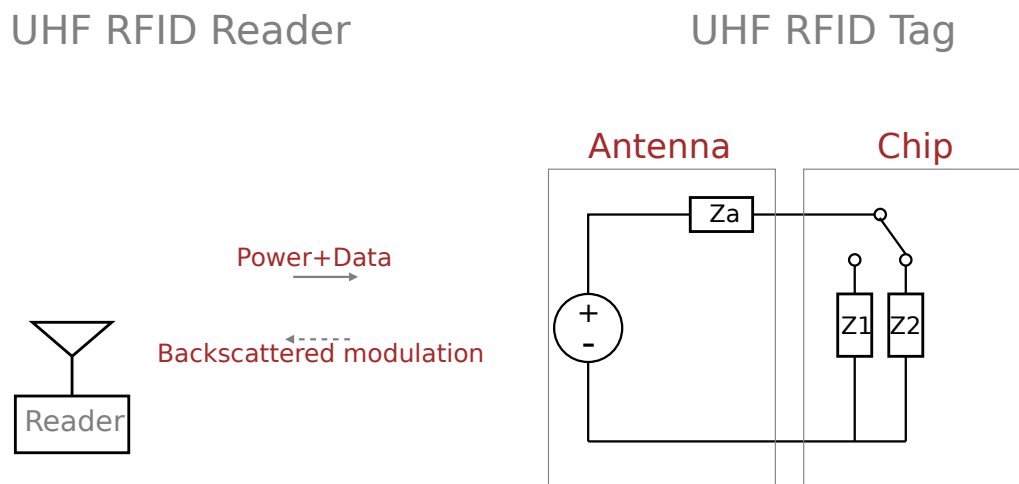 UHF RFID Reader
UHF RFID Tag
Antenna
Chip
Za
Power+Data
+
-
Z1
Z2
Backscattered modulation
Reader